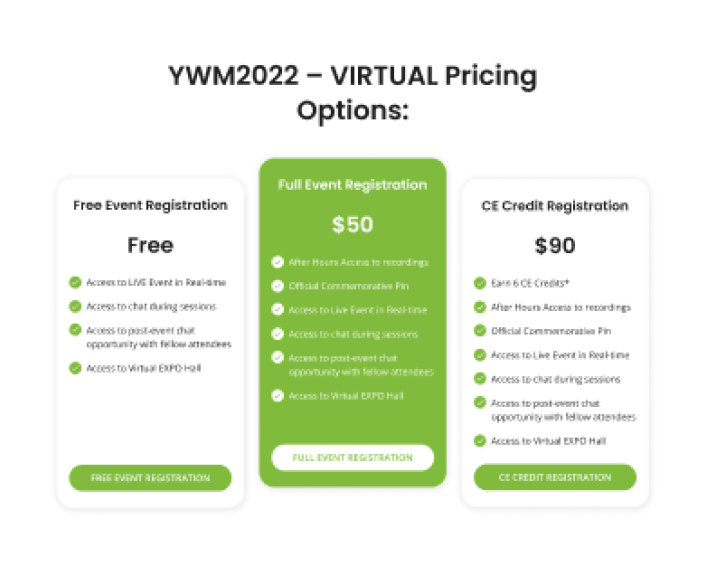 YWM2022 – VIRTUAL Pricing
Options:
Free Event Registration
Free
Access to LIVE Event in Real-time
Access to chat during sessions
Access to post-event chat
opportunity with fellow attendees
Access to Virtual EXPO Hall
FREE EVENT REGISTRATION
Full Event Registration
$50
After Hours Access to recordings
Official Commemorative Pin
Access to Live Event in Real-time
Access to chat during sessions
Access to post-event chat
opportunity with fellow attendees
Access to Virtual EXPO Hall
FULL EVENT REGISTRATION
CE Credit Registration
$90
Earn 6 CE Credits*
After Hours Access to recordings
Official Commemorative Pin
Access to Live Event in Real-time
Access to chat during sessions
Access to post-event chat
opportunity with fellow attendees
Access to Virtual EXPO Hall
CE CREDIT REGISTRATION